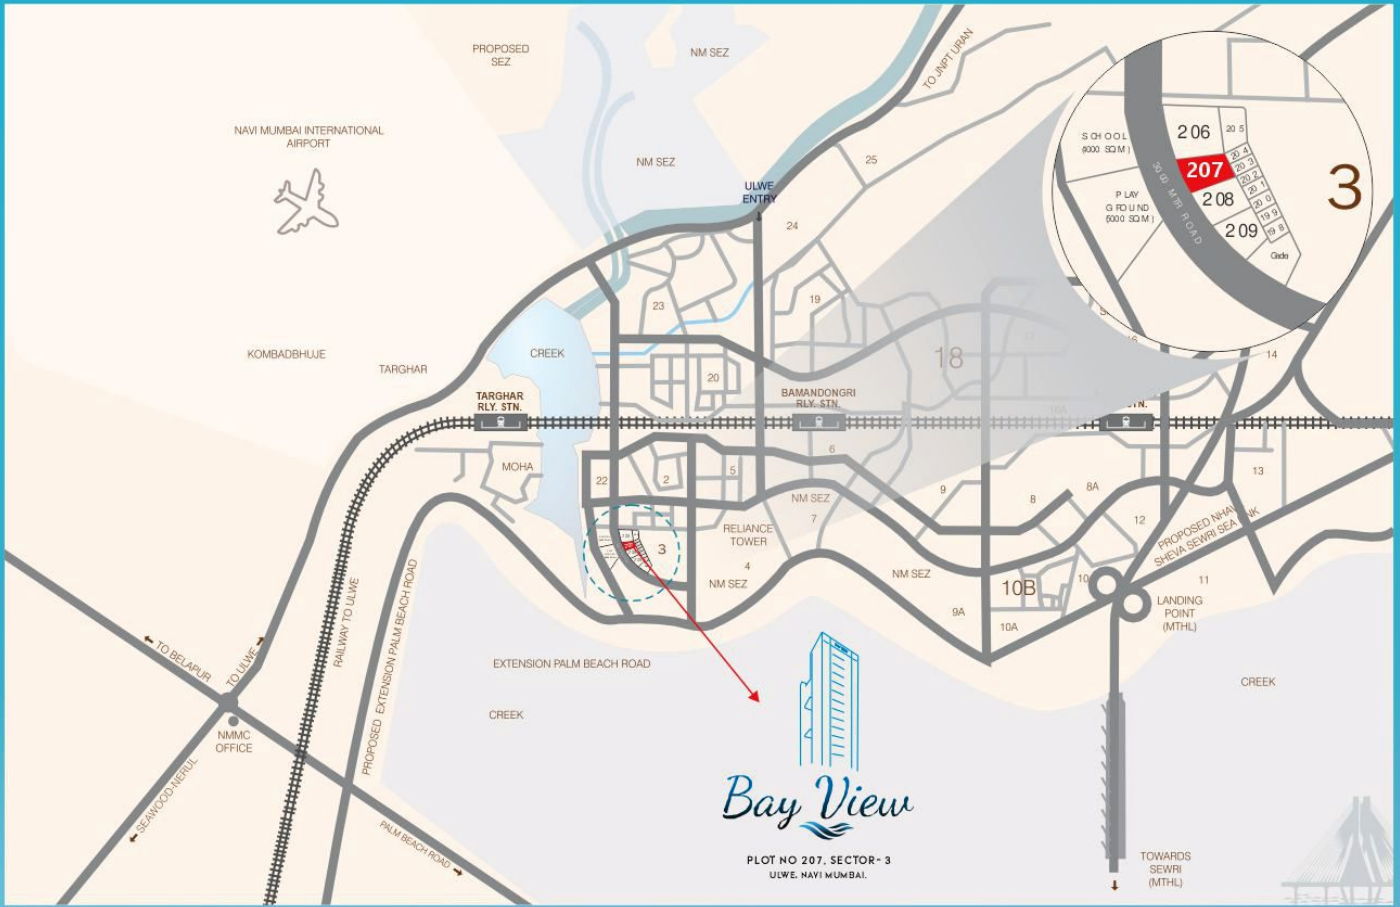 PROPOSED
SEZ
NM SEZ
TO JNPT URAN
NAVI MUMBAI INTERNATIONAL
AIRPORT
NM SEZ
25
ULWE
ENTRY
24
SCHOOL
(6000 SQ M)
PLAY
GROUND
(5000 SQ M)
30.00 MTR ROAD
206
205
207
204
203
202
201
200
199
198
208
209
3
23
19
CREEK
KOMBADBHUJE
TARGHAR
18
17
16
14
20
TARGHAR
RLY. STN.
BAMANDONGRI
RLY. STN.
STN.
MOHA
22
2
5
6
NM SEZ
7
9
8
8A
13
12
RELIANCE
TOWER
3
4
NM SEZ
NM SEZ
9A
10B
10
10A
11
PROPOSED NHAVA
SHEVA SEWRI SEA LINK
LANDING
POINT
(MTHL)
RAILWAY TO ULWE
PROPOSED EXTENSION PALM BEACH ROAD
TO BELAPUR
TO ULWE
EXTENSION PALM BEACH ROAD
CREEK
CREEK
NMMC
OFFICE
SEAWOOD-NERUL
PALM BEACH ROAD
Bay View
PLOT NO 207, SECTOR-3
ULWE, NAVI MUMBAI.
TOWARDS
SEWRI
(MTHL)